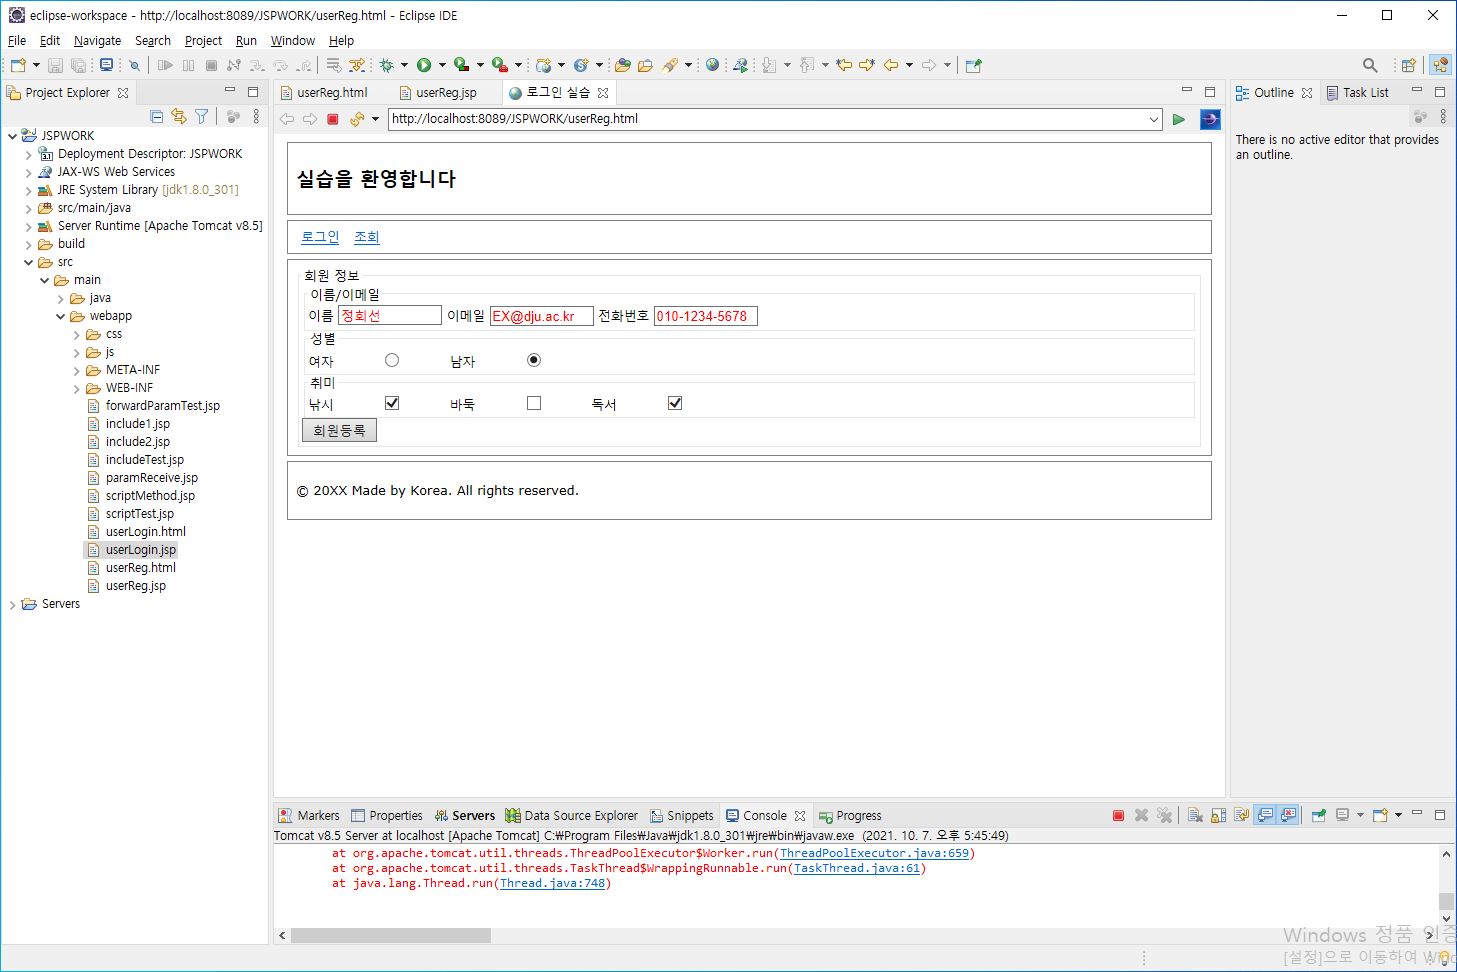 eclipse-workspace - http://localhost:8089/JSPWORK/userReg.html - Eclipse IDE
File Edit Navigate Search Project Run Window Help
Project Explorer
JSPWORK
Deployment Descriptor: JSPWORK
JAX-WS Web Services
JRE System Library [jdk1.8.0_301]
src/main/java
Server Runtime [Apache Tomcat v8.5]
build
src
main
java
webapp
css
js
META-INF
WEB-INF
forwardParamTest.jsp
include1.jsp
include2.jsp
includeTest.jsp
paramReceive.jsp
scriptMethod.jsp
scriptTest.jsp
userLogin.html
userLogin.jsp
userReg.html
userReg.jsp
Servers
userReg.html userReg.jsp 로그인 실습
http://localhost:8089/JSPWORK/userReg.html
실습을 환영합니다
로그인 조회
회원 정보
이름/이메일
이름 정회선 이메일 EX@dju.ac.kr 전화번호 010-1234-5678
성별
여자 남자
취미
낚시 바둑 독서
회원등록
© 20XX Made by Korea. All rights reserved.
Outline Task List
There is no active editor that provides
an outline.
Markers Properties Servers Data Source Explorer Snippets Console Progress
Tomcat v8.5 Server at localhost [Apache Tomcat] C:₩Program Files₩Java₩jdk1.8.0_301₩jre₩bin₩javaw.exe (2021. 10. 7. 오후 5:45:49)
at org.apache.tomcat.util.threads.ThreadPoolExecutor$Worker.run(ThreadPoolExecutor.java:659)
at org.apache.tomcat.util.threads.TaskThread$WrappingRunnable.run(TaskThread.java:61)
at java.lang.Thread.run(Thread.java:748)
Windows 정품 인증
[설정]으로 이동하여 Win